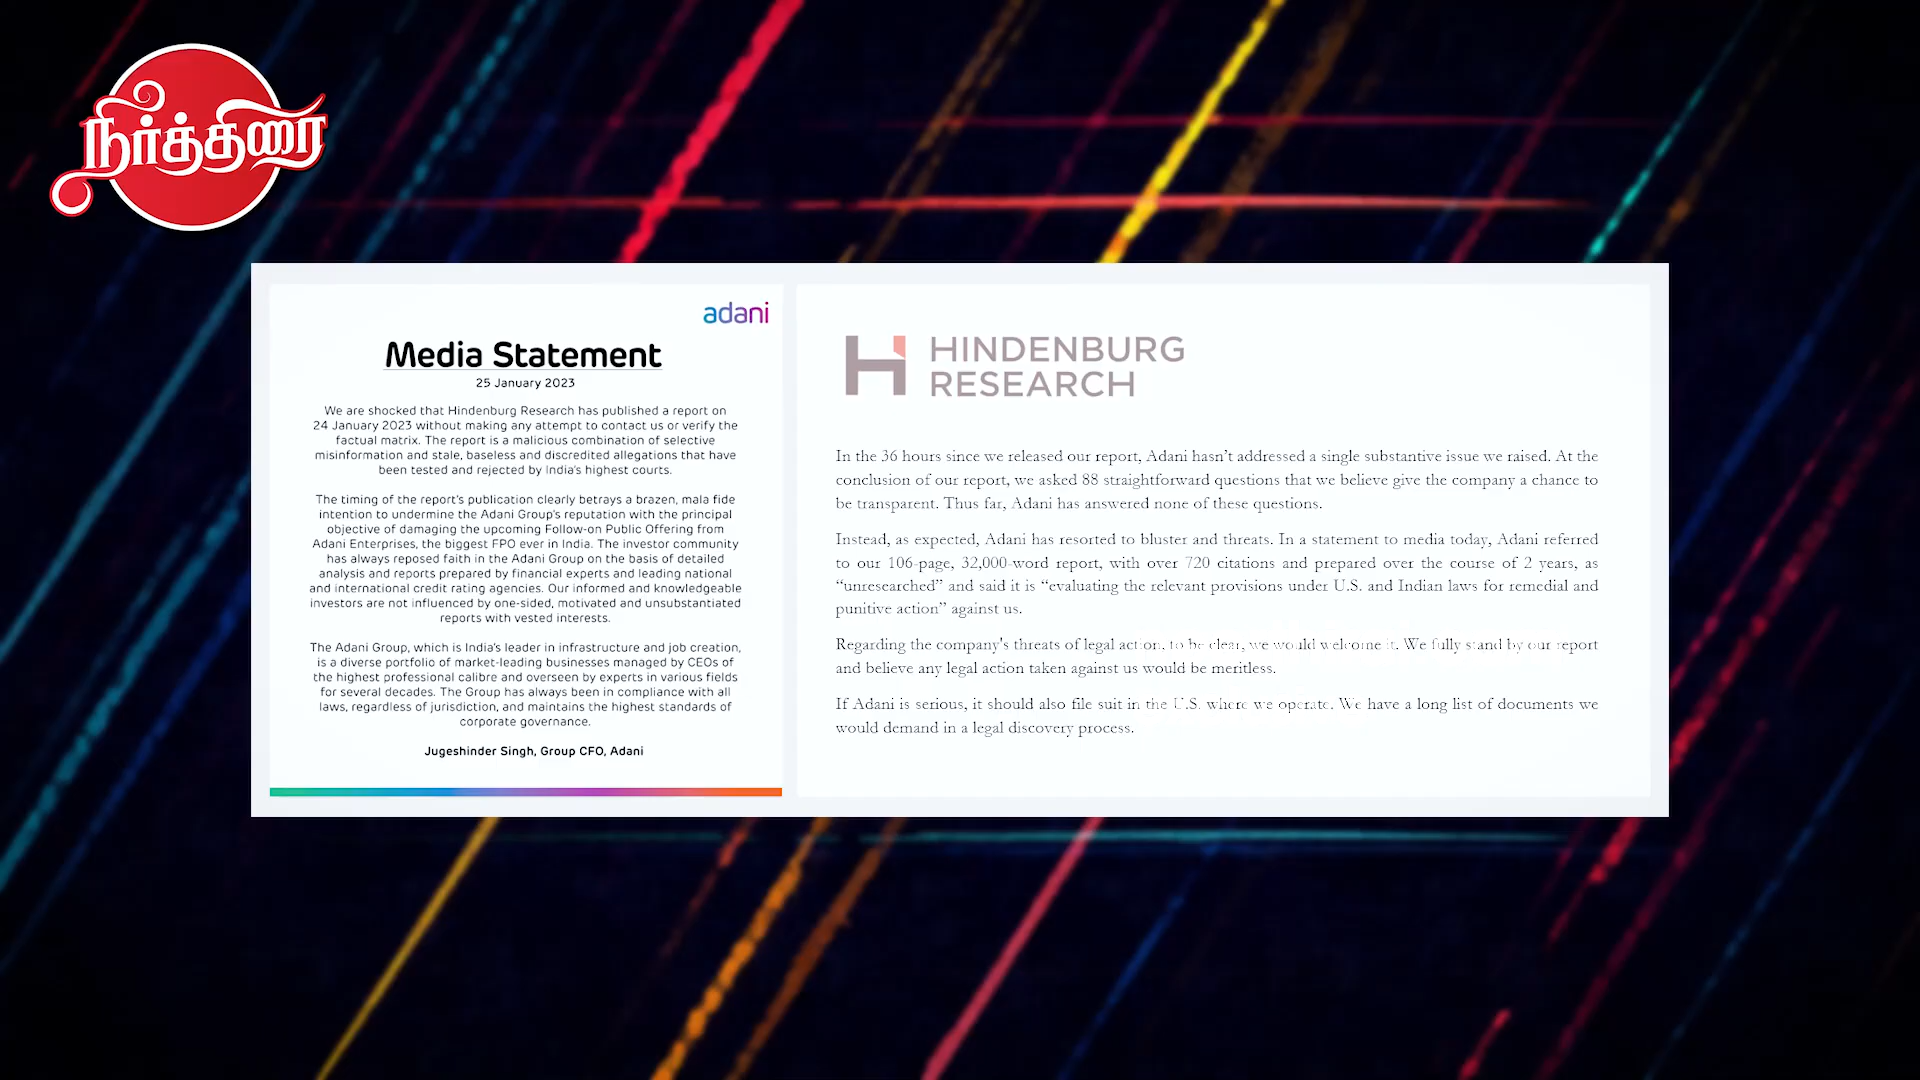 நிர்த்திரை
adani
Media Statement
25 January 2023
We are shocked that Hindenburg Research has published a report on
24 January 2023 without making any attempt to contact us or verify the
factual matrix. The report is a malicious combination of selective
misinformation and stale, baseless and discredited allegations that have
been tested and rejected by India's highest courts.
The timing of the report's publication clearly betrays a brazen, mala fide
intention to undermine the Adani Group's reputation with the principal
objective of damaging the upcoming Follow-on Public Offering from
Adani Enterprises, the biggest FPO ever in India. The investor community
has always reposed faith in the Adani Group on the basis of detailed
analysis and reports prepared by financial experts and leading national
and international credit rating agencies. Our informed and knowledgeable
investors are not influenced by one-sided, motivated and unsubstantiated
reports with vested interests.
The Adani Group, which is India's leader in infrastructure and job creation,
is a diverse portfolio of market-leading businesses managed by CEOs of
the highest professional calibre and overseen by experts in various fields
for several decades. The Group has always been in compliance with all
laws, regardless of jurisdiction, and maintains the highest standards of
corporate governance.
Jugeshinder Singh, Group CFO, Adani
HINDENBURG
RESEARCH
In the 36 hours since we released our report, Adani hasn't addressed a single substantive issue we raised. At the
conclusion of our report, we asked 88 straightforward questions that we believe give the company a chance to
be transparent. Thus far, Adani has answered none of these questions.
Instead, as expected, Adani has resorted to bluster and threats. In a statement to media today, Adani referred
to our 106-page, 32,000-word report, with over 720 citations and prepared over the course of 2 years, as
“unresearched” and said it is “evaluating the relevant provisions under U.S. and Indian laws for remedial and
punitive action” against us.
Regarding the company's threats of legal action, to be clear, we would welcome it. We fully stand by our report
and believe any legal action taken against us would be meritless.
If Adani is serious, it should also file suit in the U.S. where we operate. We have a long list of documents we
would demand in a legal discovery process.